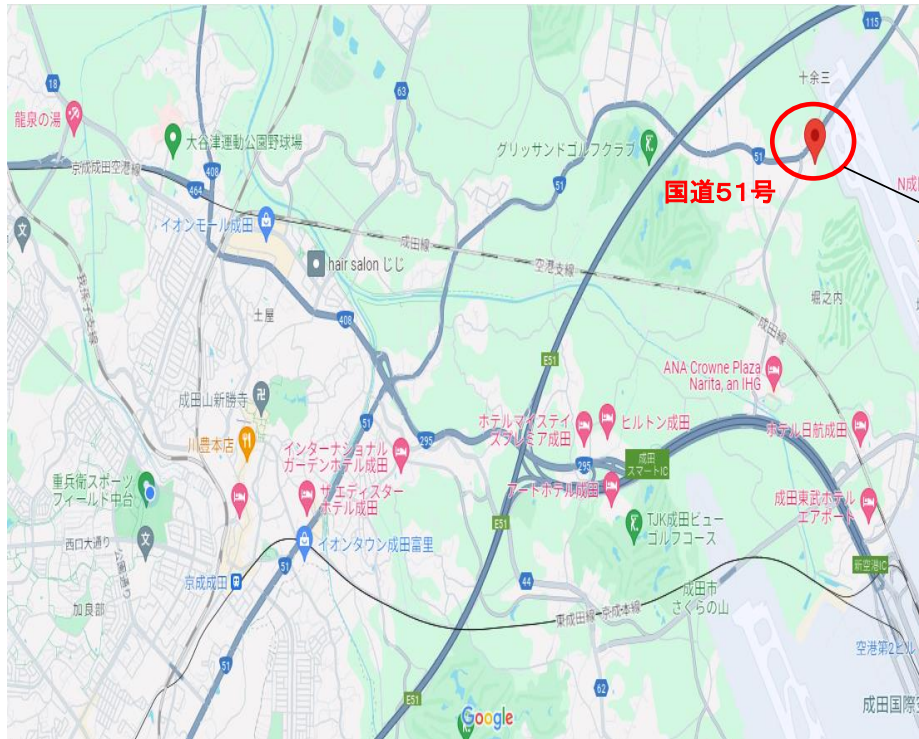 115
十余三
18
63
龍泉の湯
大谷津運動公園野球場
グリッサンドゴルフクラブ
51
京成成田空港線
408
464
51
国道51号
N成
イオンモール成田
成田線
hair salon じじ
空港支線
我孫子支線
堀之内
土屋
408
成田線
E51
ANA Crowne Plaza
Narita, an IHG
成田山新勝寺
51
ホテルマイステイ
ズプレミア成田
ヒルトン成田
ホテル日航成田
川豊本店
インターナショナル
ガーデンホテル成田
295
295
成田
スマートIC
重兵衛スポーツ
フィールド中台
ザ エディスター
ホテル成田
アートホテル成田
成田東武ホテル
エアポート
E51
TJK成田ビュー
ゴルフコース
西口大通り
イオンタウン成田富里
公園通り
新空港IC
京成成田
51
44
成田市
さくらの山
加良部
東成田線・京成本線
空港第2ビル
51
62
E51
成田国際空
Google